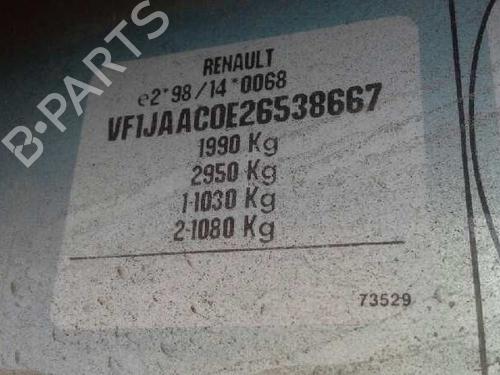 B-PARTS
RENAULT
e2*98/14*0068
VF1JAAC0E26538667
1990 Kg
2950 Kg
1-1030 Kg
2-1080 Kg
73529